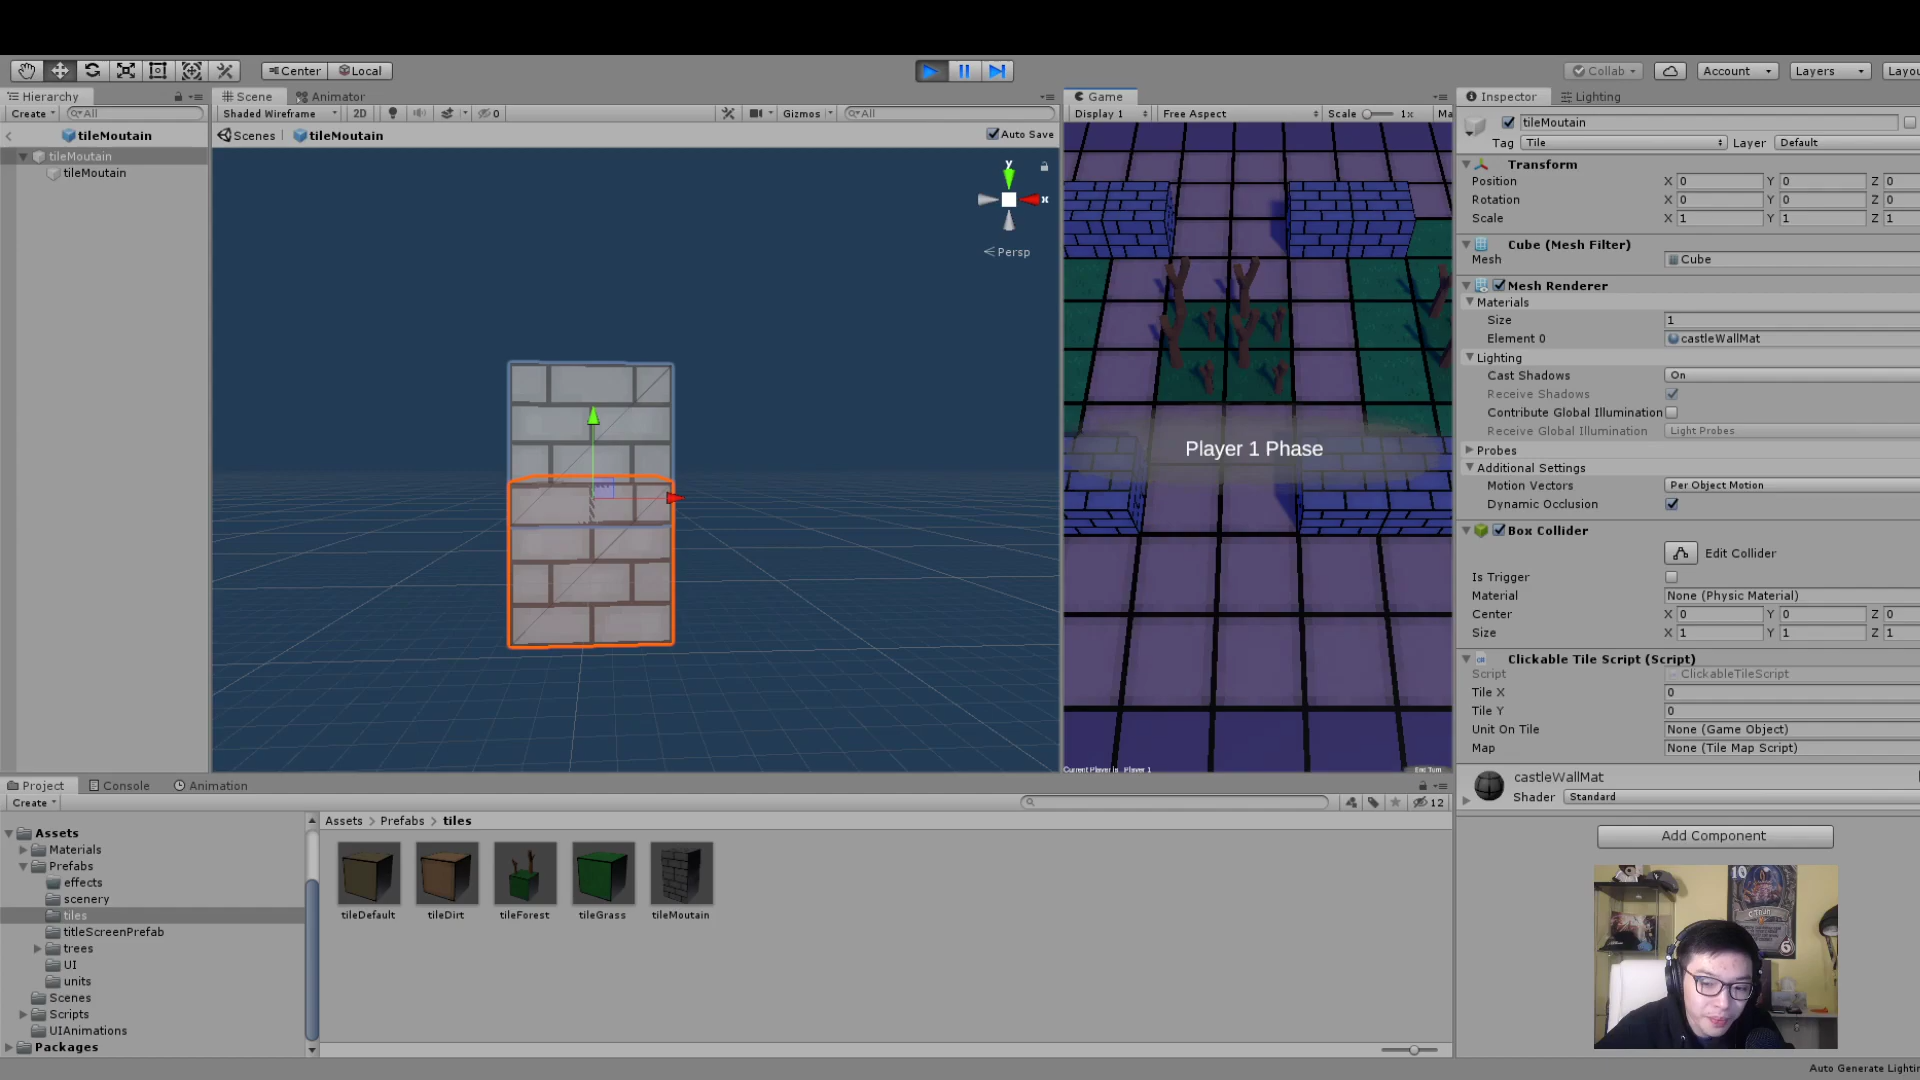 Center
Local
Collab
Account
Layers
Layou
Hierarchy
Scene
Animator
Game
Inspector
Lighting
Create
All
Shaded Wireframe
2D
0
Gizmos
All
Display 1
Free Aspect
Scale
1x
Ma
tileMoutain
Scenes
tileMoutain
Auto Save
tileMoutain
tileMoutain
y
x
Persp
Player 1 Phase
Current Player is Player 1
End Turn
tileMoutain
Tag
Tile
Layer
Default
Transform
Position X 0 Y 0 Z 0
Rotation X 0 Y 0 Z 0
Scale X 1 Y 1 Z 1
Cube (Mesh Filter)
Mesh Cube
Mesh Renderer
Materials
Size 1
Element 0 castleWallMat
Lighting
Cast Shadows On
Receive Shadows
Contribute Global Illumination
Receive Global Illumination Light Probes
Probes
Additional Settings
Motion Vectors Per Object Motion
Dynamic Occlusion
Box Collider
Edit Collider
Is Trigger
Material None (Physic Material)
Center X 0 Y 0 Z 0
Size X 1 Y 1 Z 1
Clickable Tile Script (Script)
Script ClickableTileScript
Tile X 0
Tile Y 0
Unit On Tile None (Game Object)
Map None (Tile Map Script)
castleWallMat
Shader Standard
Add Component
Project
Console
Animation
Create
12
Assets
Materials
Prefabs
effects
scenery
tiles
titleScreenPrefab
trees
UI
units
Scenes
Scripts
UIAnimations
Packages
Assets > Prefabs > tiles
tileDefault
tileDirt
tileForest
tileGrass
tileMoutain
10
C'Thun
6
Auto Generate Lightin